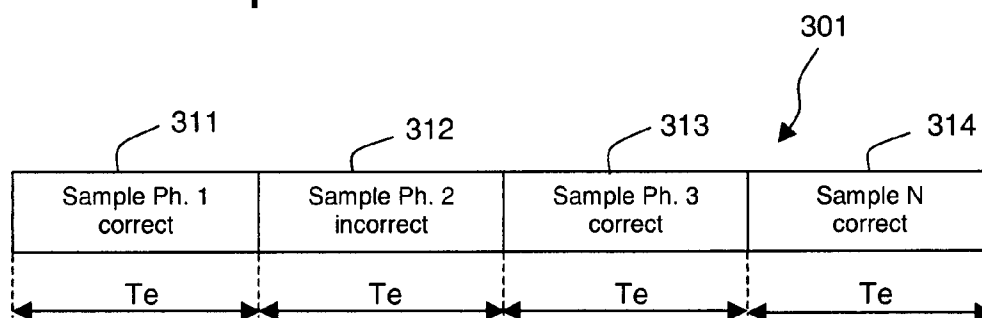 301
311
312
313
314
Sample Ph. 1
correct
Sample Ph. 2
incorrect
Sample Ph. 3
correct
Sample N
correct
Te
Te
Te
Te